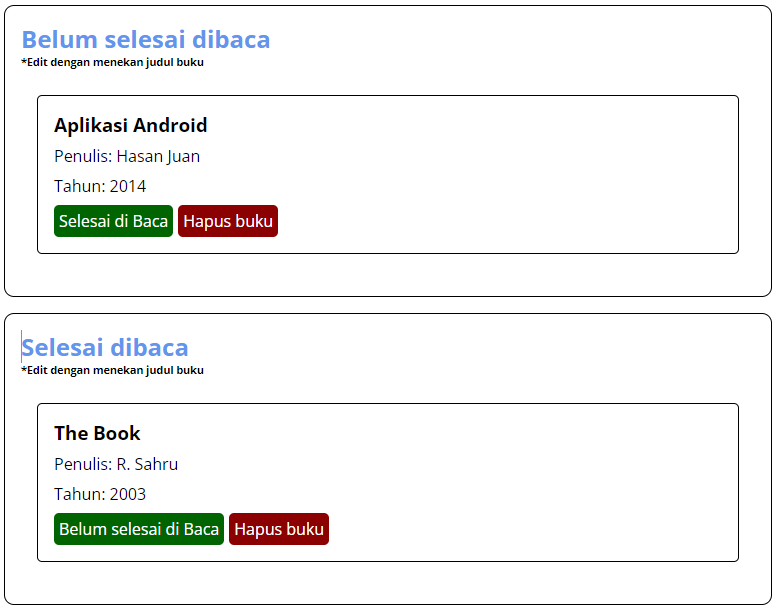 Belum selesai dibaca
*Edit dengan menekan judul buku
Aplikasi Android
Penulis: Hasan Juan
Tahun: 2014
Selesai di Baca Hapus buku
Selesai dibaca
*Edit dengan menekan judul buku
The Book
Penulis: R. Sahru
Tahun: 2003
Belum selesai di Baca Hapus buku